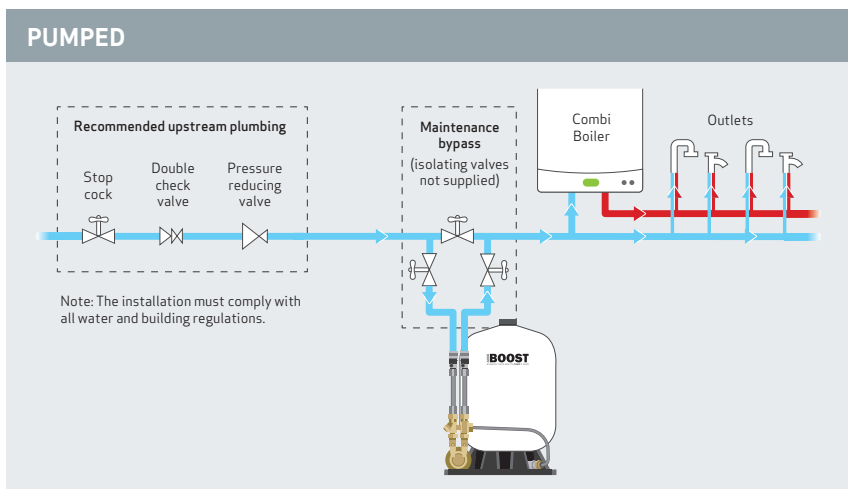 PUMPED
Recommended upstream plumbing
Stop
cock
Double
check
valve
Pressure
reducing
valve
Note: The installation must comply with
all water and building regulations.
Maintenance
bypass
(isolating valves
not supplied)
Combi
Boiler
Outlets
BOOST